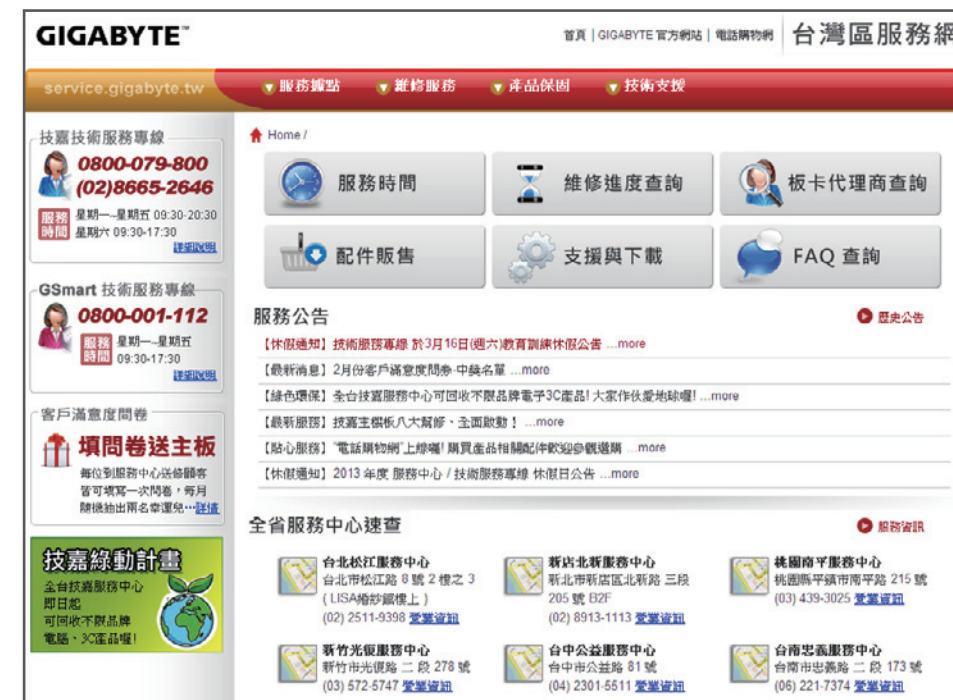 GIGABYTE™
首頁 | GIGABYTE 官方網站 | 電話購物網
台灣區服務網
service.gigabyte.tw
服務據點
維修服務
產品保固
技術支援
技嘉技術服務專線
0800-079-800
(02)8665-2646
服務時間
星期一~星期五 09:30-20:30
星期六 09:30-17:30
詳細說明
GSmart 技術服務專線
0800-001-112
服務時間
星期一~星期五
09:30-17:30
詳細說明
客戶滿意度問卷
填問卷送主板
每位到服務中心送修顧客
皆可填寫一次問卷，每月
隨機抽出兩名幸運兒…詳情
技嘉綠動計畫
全台技嘉服務中心
即日起
可回收不限品牌
電腦、3C產品喔!
Home /
服務時間
維修進度查詢
板卡代理商查詢
配件販售
支援與下載
FAQ 查詢
服務公告
歷史公告
【休假通知】技術服務專線 於3月16日(週六)教育訓練休假公告 ...more
【最新消息】2月份客戶滿意度問券-中獎名單 ...more
【綠色環保】全台技嘉服務中心可回收不限品牌電子3C產品! 大家作伙愛地球喔! ...more
【最新服務】技嘉主機板八大幫修、全面啟動！ ...more
【貼心服務】"電話購物網"上線囉! 購買產品相關配件歡迎參觀選購 ...more
【休假通知】2013 年度 服務中心 / 技術服務專線 休假日公告 ...more
全省服務中心速查
服務資訊
台北松江服務中心
台北市松江路 8 號 2 樓之 3
( LISA婚紗館樓上 )
(02) 2511-9398 營業資訊
新店北新服務中心
新北市新店區北新路 三段
205 號 B2F
(02) 8913-1113 營業資訊
桃園南平服務中心
桃園縣平鎮市南平路 215 號
(03) 439-3025 營業資訊
新竹光復服務中心
新竹市光復路 二 段 278 號
(03) 572-5747 營業資訊
台中公益服務中心
台中市公益路 81 號
(04) 2301-5511 營業資訊
台南忠義服務中心
台南市忠義路 二 段 173 號
(06) 221-7374 營業資訊